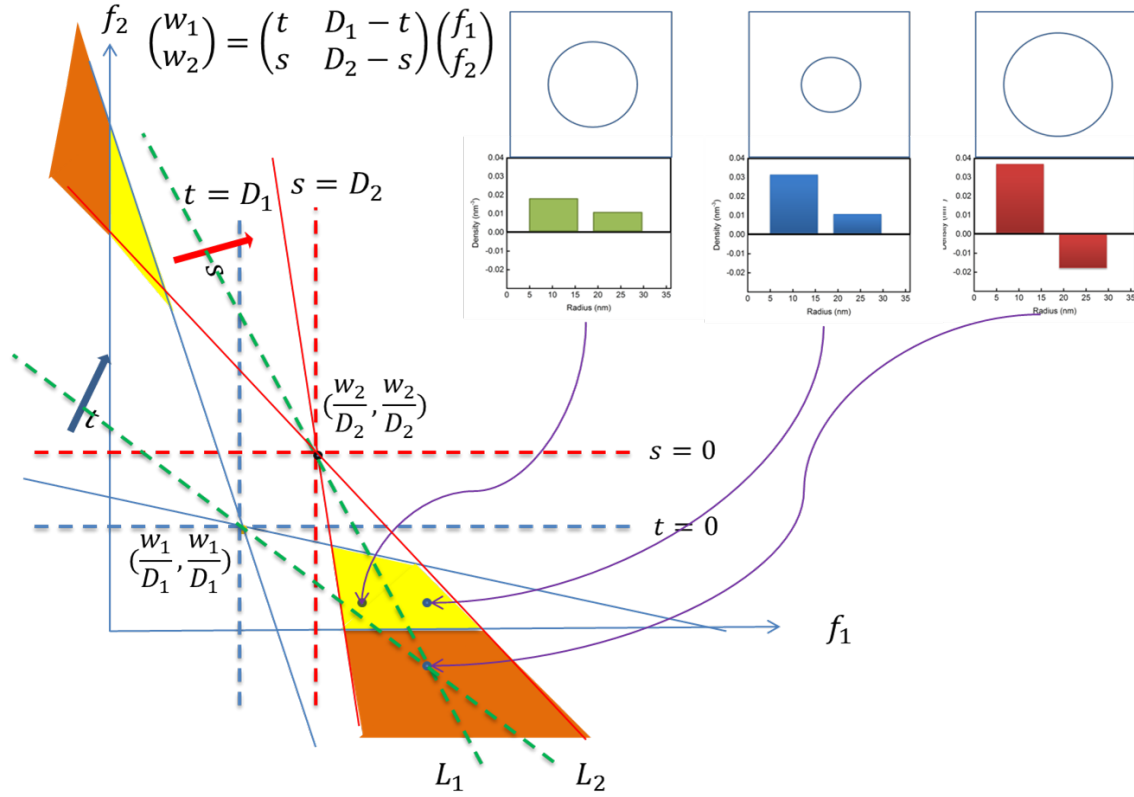 f₂
(w₁ w₂) = (t D₁ − t s D₂ − s)(f₁ f₂)
0.04
0.03
0.02
0.01
0.00
-0.01
-0.02
Density (nm⁻¹)
0 5 10 15 20 25 30 35
Radius (nm)
0.04
0.03
0.02
0.01
0.00
-0.01
-0.02
Density (nm⁻¹)
0 5 10 15 20 25 30 35
Radius (nm)
0.04
0.03
0.02
0.01
0.00
-0.01
-0.02
0 5 10 15 20 25 30 35
Radius (nm)
t = D₁
s = D₂
s
t
(w₂/D₂, w₂/D₂)
s = 0
t = 0
(w₁/D₁, w₁/D₁)
f₁
L₁ L₂